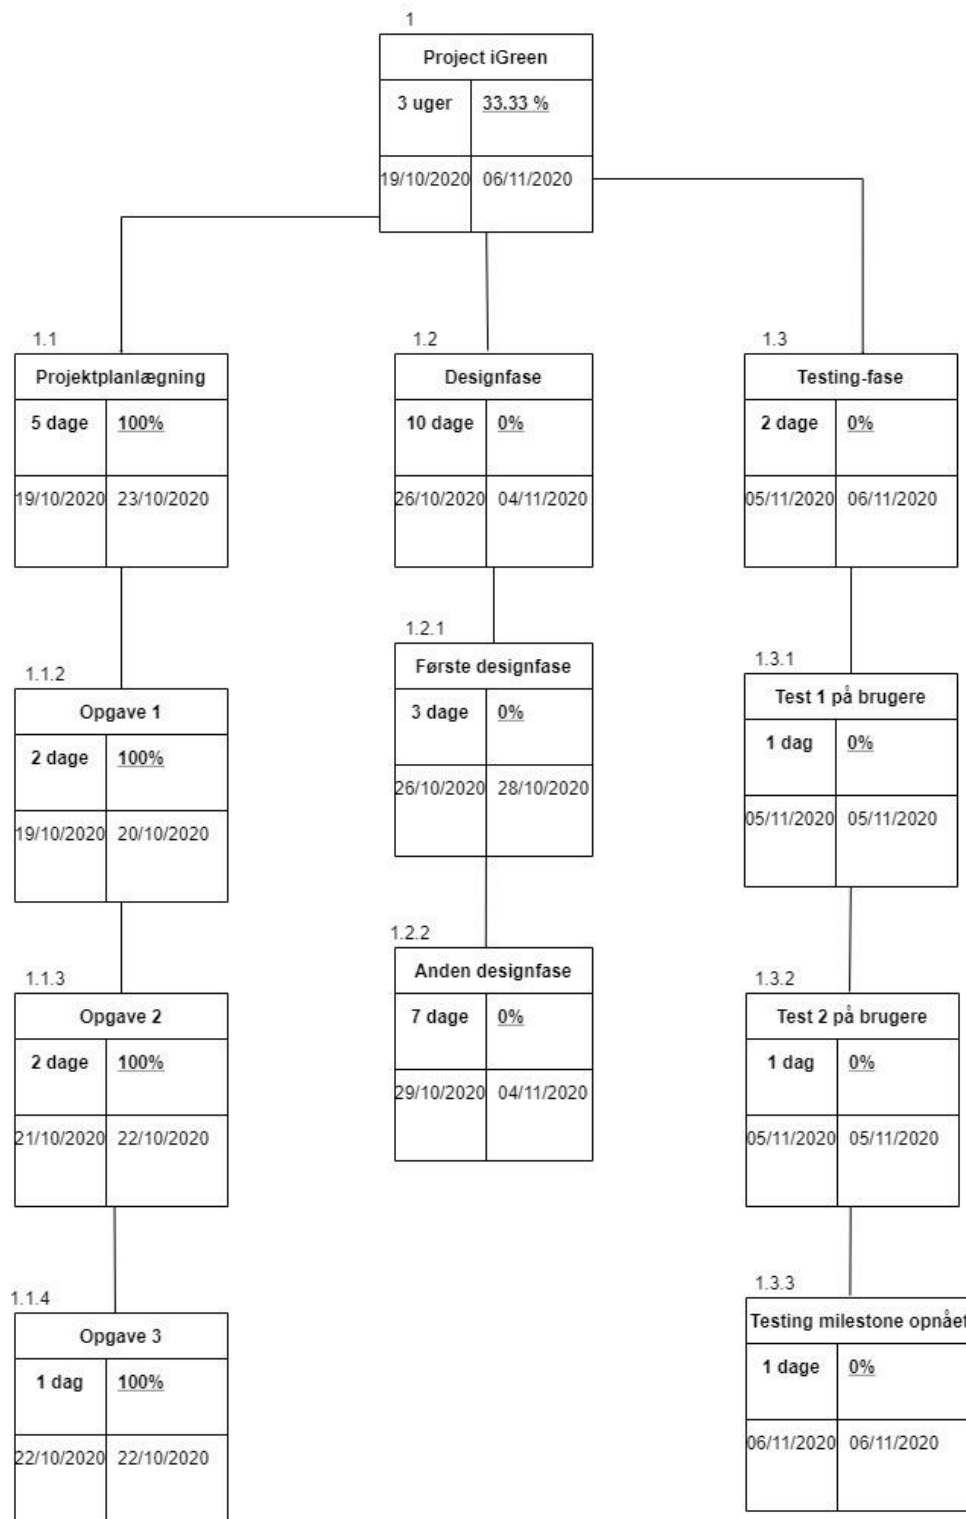 1
Project iGreen
3 uger 33.33 %
19/10/2020 06/11/2020
1.1
Projektplanlægning
5 dage 100%
19/10/2020 23/10/2020
1.1.2
Opgave 1
2 dage 100%
19/10/2020 20/10/2020
1.1.3
Opgave 2
2 dage 100%
21/10/2020 22/10/2020
1.1.4
Opgave 3
1 dag 100%
22/10/2020 22/10/2020
1.2
Designfase
10 dage 0%
26/10/2020 04/11/2020
1.2.1
Første designfase
3 dage 0%
26/10/2020 28/10/2020
1.2.2
Anden designfase
7 dage 0%
29/10/2020 04/11/2020
1.3
Testing-fase
2 dage 0%
05/11/2020 06/11/2020
1.3.1
Test 1 på brugere
1 dag 0%
05/11/2020 05/11/2020
1.3.2
Test 2 på brugere
1 dag 0%
05/11/2020 05/11/2020
1.3.3
Testing milestone opnået
1 dage 0%
06/11/2020 06/11/2020